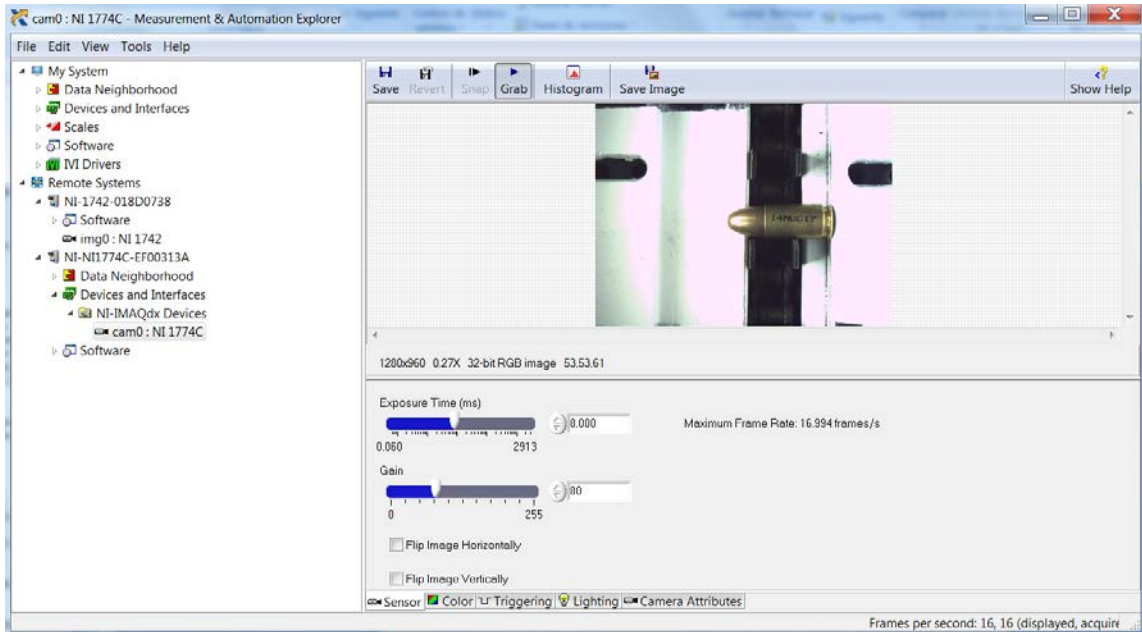 cam0 : NI 1774C - Measurement & Automation Explorer
File Edit View Tools Help
My System
Data Neighborhood
Devices and Interfaces
Scales
Software
IVI Drivers
Remote Systems
NI-1742-018D0738
Software
img0 : NI 1742
NI-NI1774C-EF00313A
Data Neighborhood
Devices and Interfaces
NI-IMAQdx Devices
cam0 : NI 1774C
Software
Save Revert Snap Grab Histogram Save Image Show Help
1280x960 0.27X 32-bit RGB image 53,53,61
Exposure Time (ms)
8.000 Maximum Frame Rate: 16.994 frames/s
0.060 2913
Gain
80
0 255
Flip Image Horizontally
Flip Image Vertically
Sensor Color Triggering Lighting Camera Attributes
Frames per second: 16, 16 (displayed, acquire